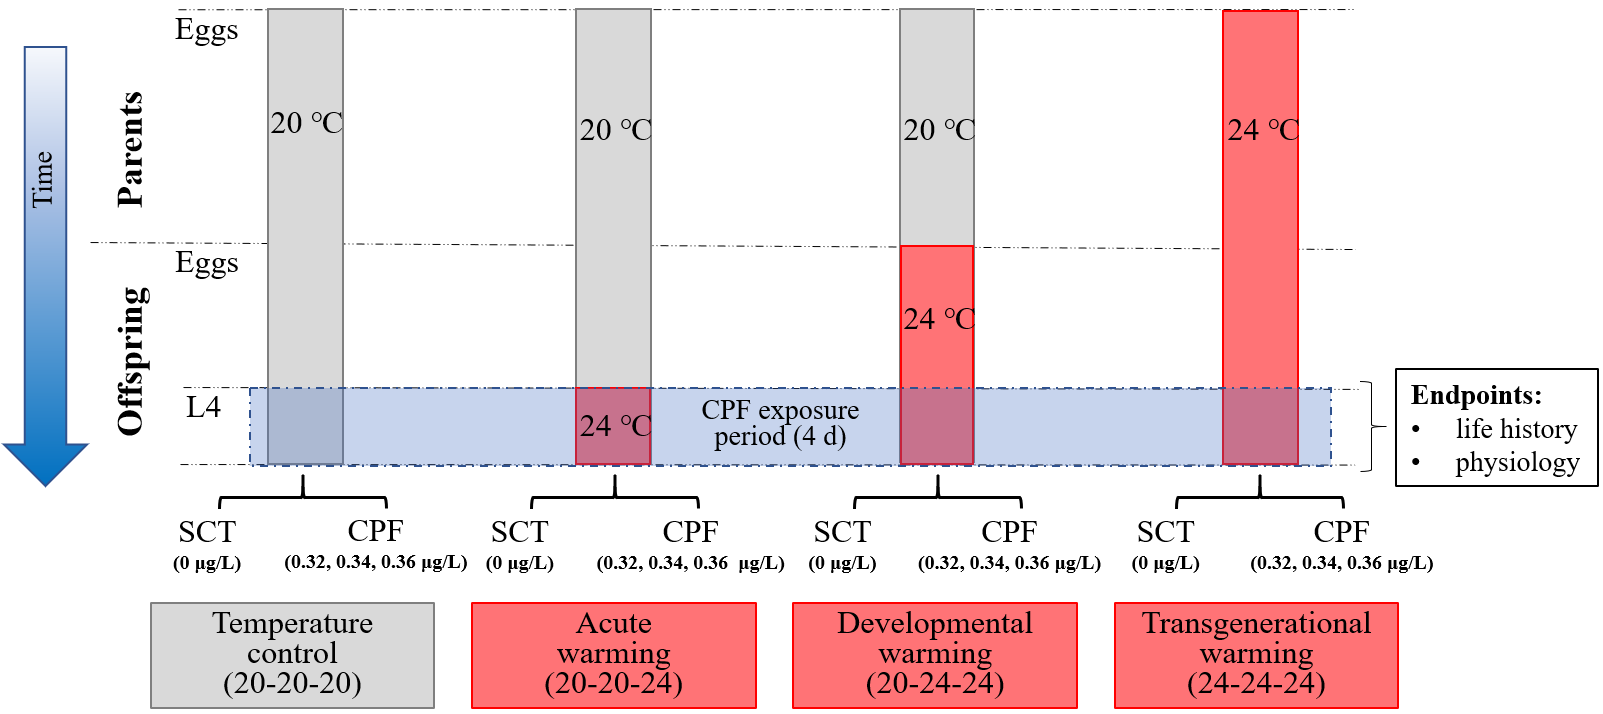 Time
Parents
Offspring
Eggs
20 °C
20 °C
20 °C
24 °C
Eggs
24 °C
L4
24 °C
CPF exposure
period (4 d)
Endpoints:
• life history
• physiology
SCT
(0 µg/L)
CPF
(0.32, 0.34, 0.36 µg/L)
SCT
(0 µg/L)
CPF
(0.32, 0.34, 0.36 µg/L)
SCT
(0 µg/L)
CPF
(0.32, 0.34, 0.36 µg/L)
SCT
(0 µg/L)
CPF
(0.32, 0.34, 0.36 µg/L)
Temperature
control
(20-20-20)
Acute
warming
(20-20-24)
Developmental
warming
(20-24-24)
Transgenerational
warming
(24-24-24)